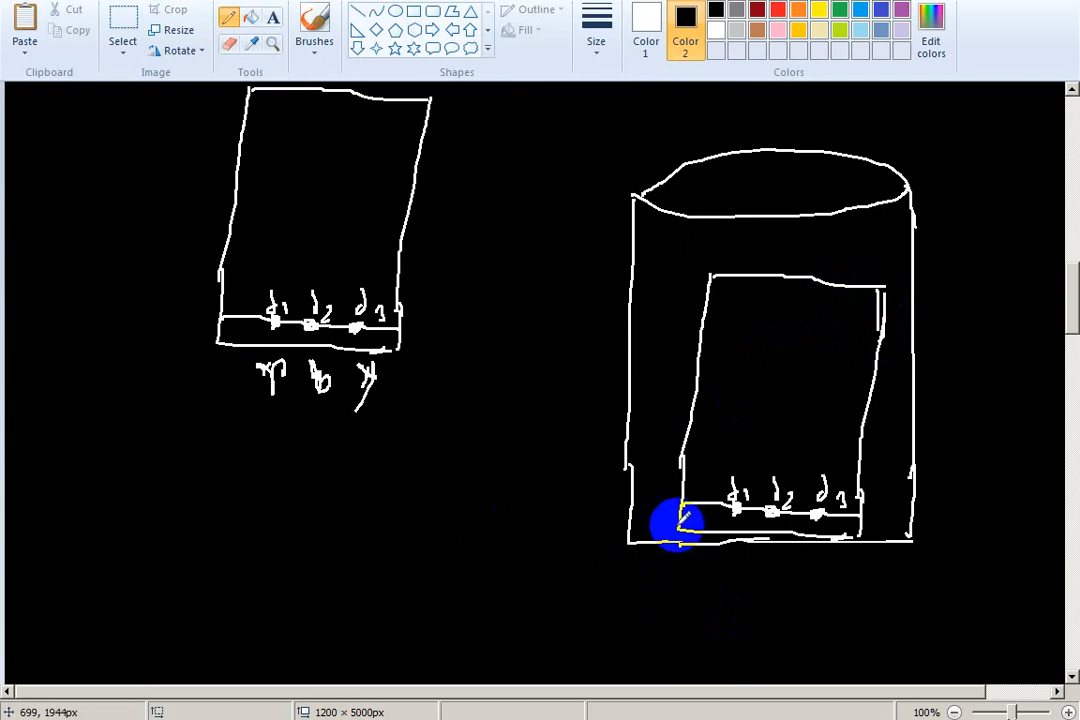 Cut
Crop
Outline
Paste
Copy
Select
Resize
Rotate
A
Brushes
Fill
Size
Color 1
Color 2
Edit colors
Clipboard
Image
Tools
Shapes
Colors
d1 d2 d3
r b y
d1 d2 d3
699, 1944px
1200 × 5000px
100%